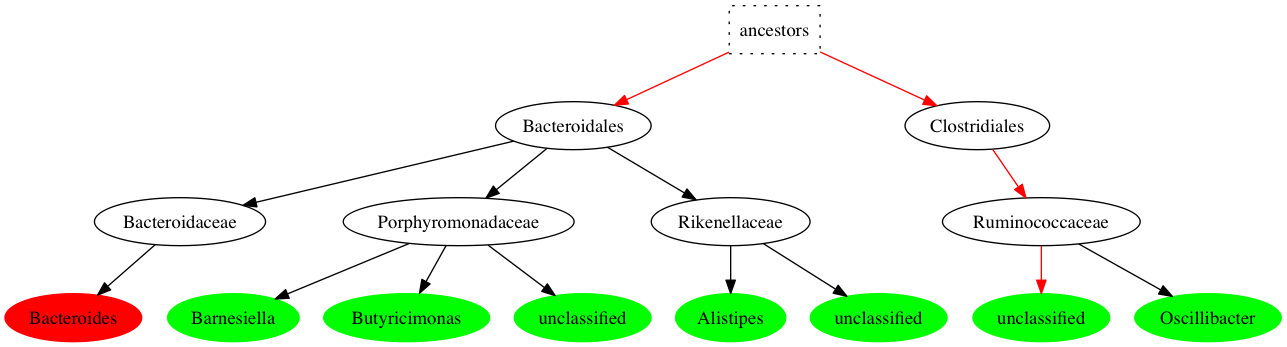 ancestors
Bacteroidales
Clostridiales
Bacteroidaceae
Porphyromonadaceae
Rikenellaceae
Ruminococcaceae
Bacteroides
Barnesiella
Butyricimonas
unclassified
Alistipes
unclassified
unclassified
Oscillibacter